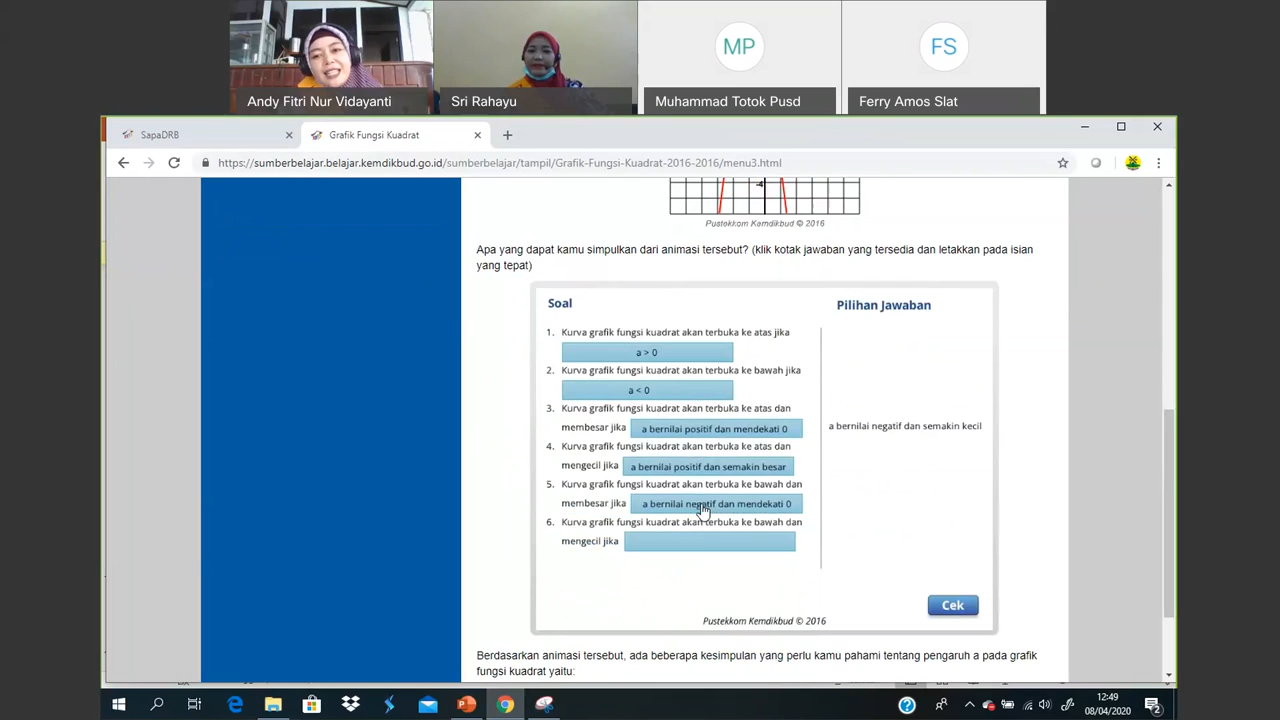 MP
FS
Andy Fitri Nur Vidayanti
Sri Rahayu
Muhammad Totok Pusd
Ferry Amos Slat
SapaDRB
Grafik Fungsi Kuadrat
https://sumberbelajar.belajar.kemdikbud.go.id/sumberbelajar/tampil/Grafik-Fungsi-Kuadrat-2016-2016/menu3.html
-4
Pustekkom Kemdikbud © 2016
Apa yang dapat kamu simpulkan dari animasi tersebut? (klik kotak jawaban yang tersedia dan letakkan pada isian
yang tepat)
Soal
Pilihan Jawaban
1. Kurva grafik fungsi kuadrat akan terbuka ke atas jika
a > 0
2. Kurva grafik fungsi kuadrat akan terbuka ke bawah jika
a < 0
3. Kurva grafik fungsi kuadrat akan terbuka ke atas dan
membesar jika a bernilai positif dan mendekati 0
4. Kurva grafik fungsi kuadrat akan terbuka ke atas dan
mengecil jika a bernilai positif dan semakin besar
5. Kurva grafik fungsi kuadrat akan terbuka ke bawah dan
membesar jika a bernilai negatif dan mendekati 0
6. Kurva grafik fungsi kuadrat akan terbuka ke bawah dan
mengecil jika
a bernilai negatif dan semakin kecil
Cek
Pustekkom Kemdikbud © 2016
Berdasarkan animasi tersebut, ada beberapa kesimpulan yang perlu kamu pahami tentang pengaruh a pada grafik
fungsi kuadrat yaitu:
12:49
08/04/2020
2